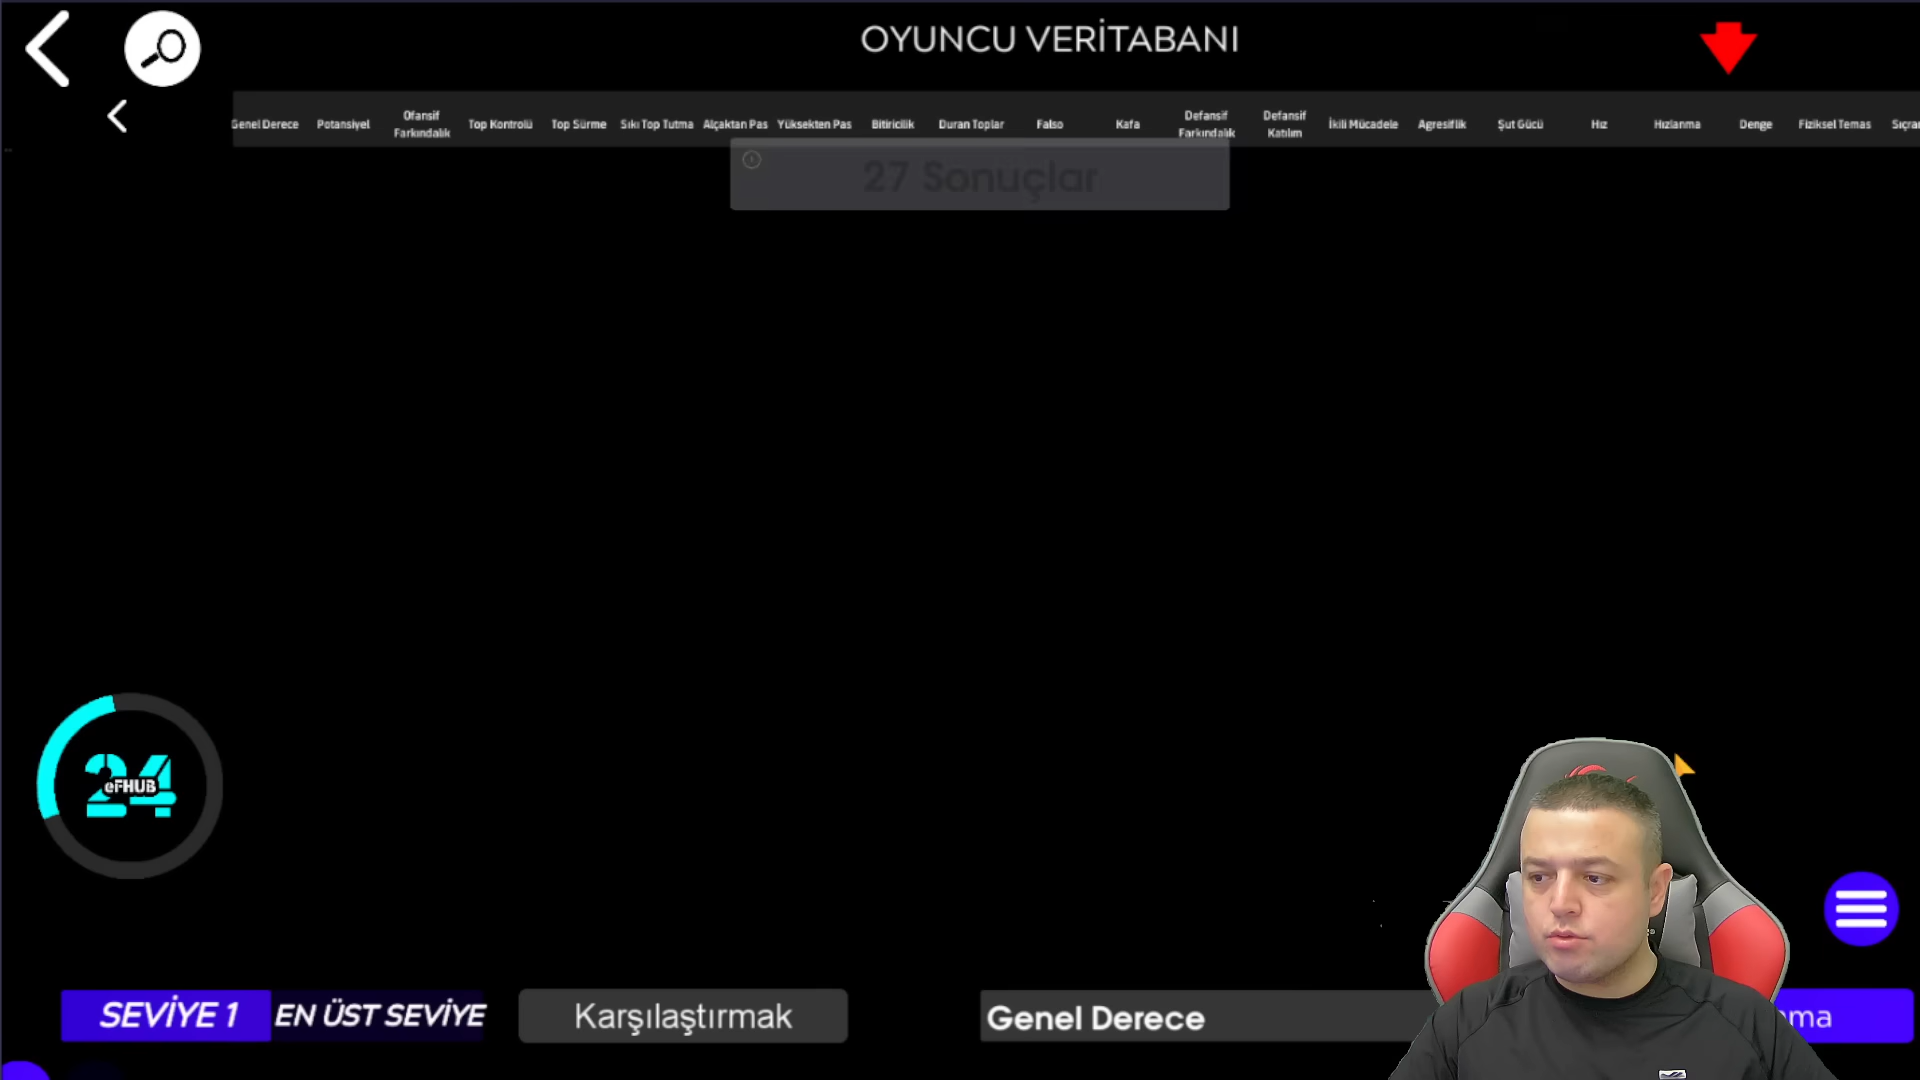 OYUNCU VERİTABANI
Genel Derece Potansiyel Ofansif Farkındalık Top Kontrolü Top Sürme Sıkı Top Tutma Alçaktan Pas Yüksekten Pas Bitiricilik Duran Toplar Falso Kafa Defansif Farkındalık Defansif Katılım İkili Mücadele Agresiflik Şut Gücü Hız Hızlanma Denge Fiziksel Temas
27 Sonuçlar
24
eFHUB
SEVİYE 1 EN ÜST SEVİYE Karşılaştırmak Genel Derece